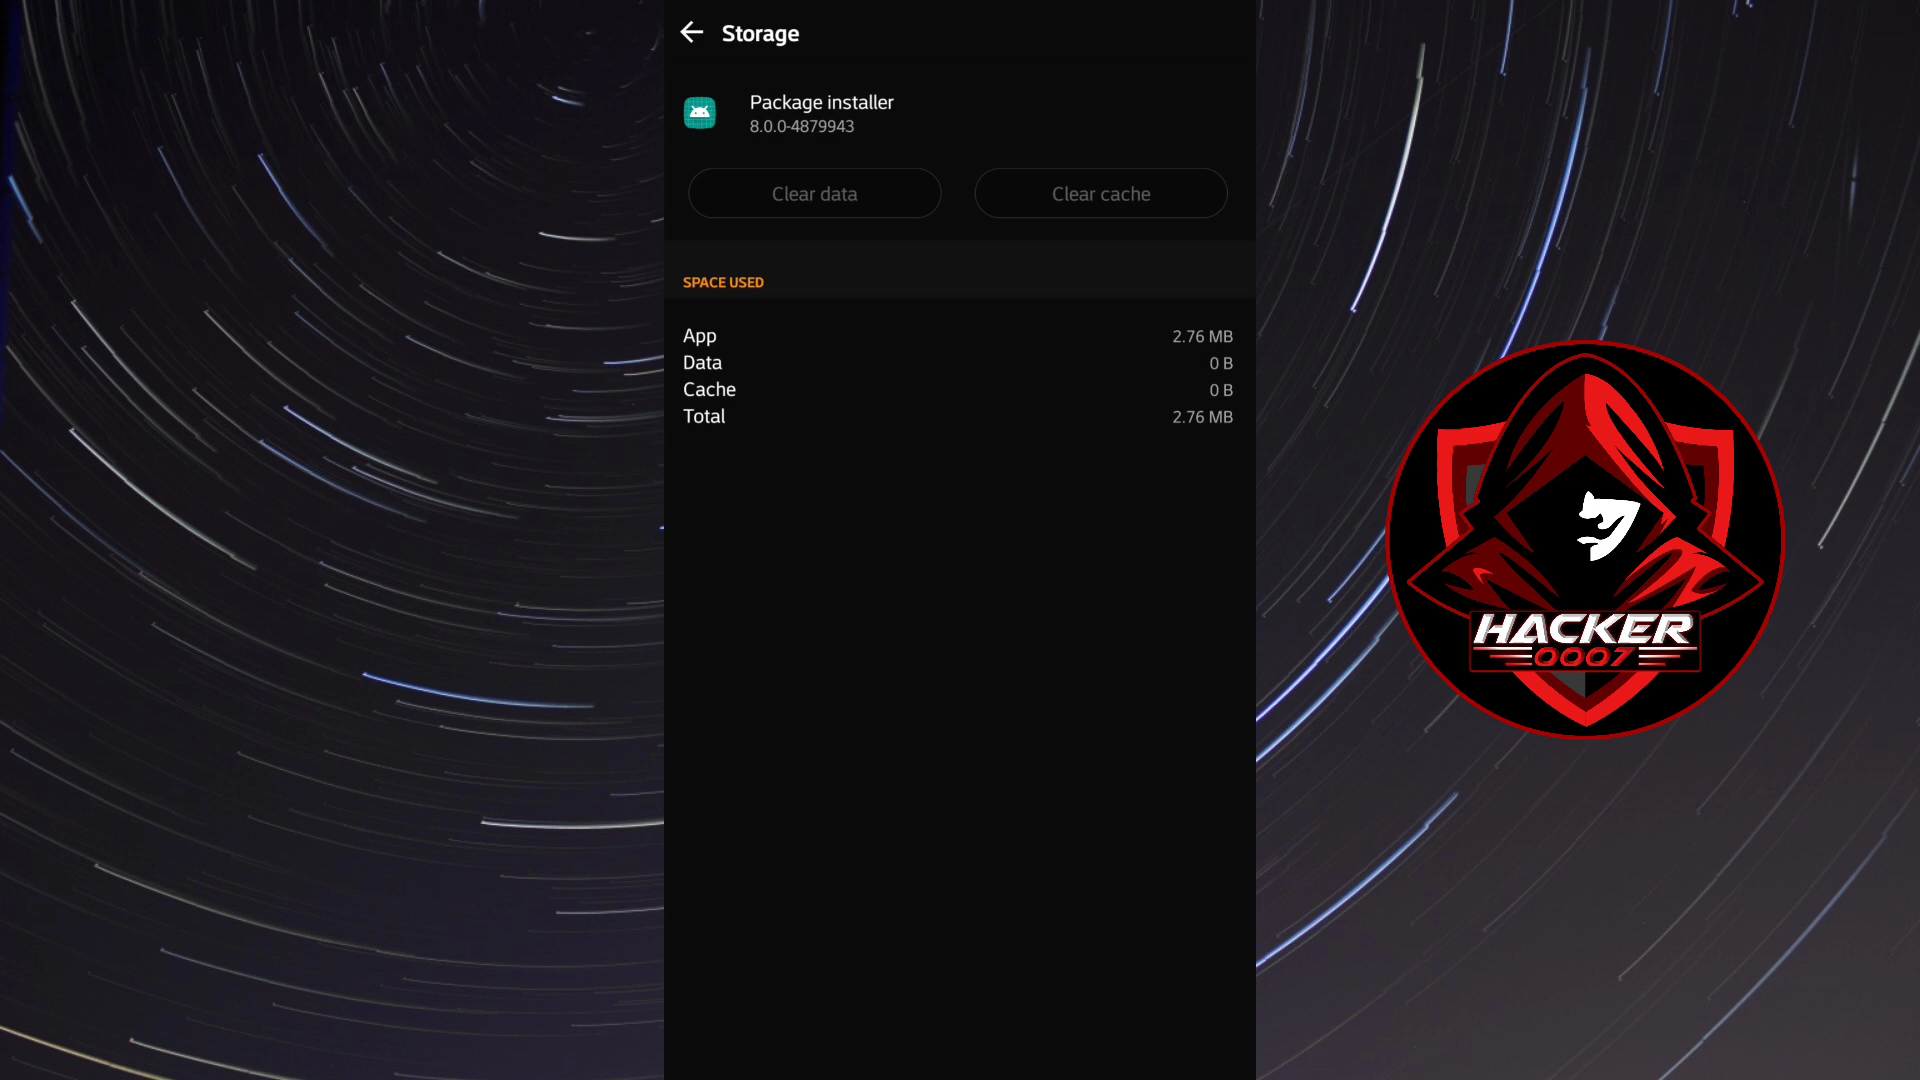 Storage
Package installer
8.0.0-4879943
Clear data
Clear cache
SPACE USED
App 2.76 MB
Data 0 B
Cache 0 B
Total 2.76 MB
HACKER
0007